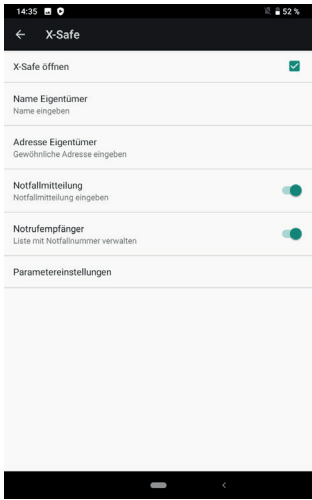 14:35 52 %
X-Safe
X-Safe öffnen
Name Eigentümer
Name eingeben
Adresse Eigentümer
Gewöhnliche Adresse eingeben
Notfallmitteilung
Notfallmitteilung eingeben
Notrufempfänger
Liste mit Notfallnummer verwalten
Parametereinstellungen